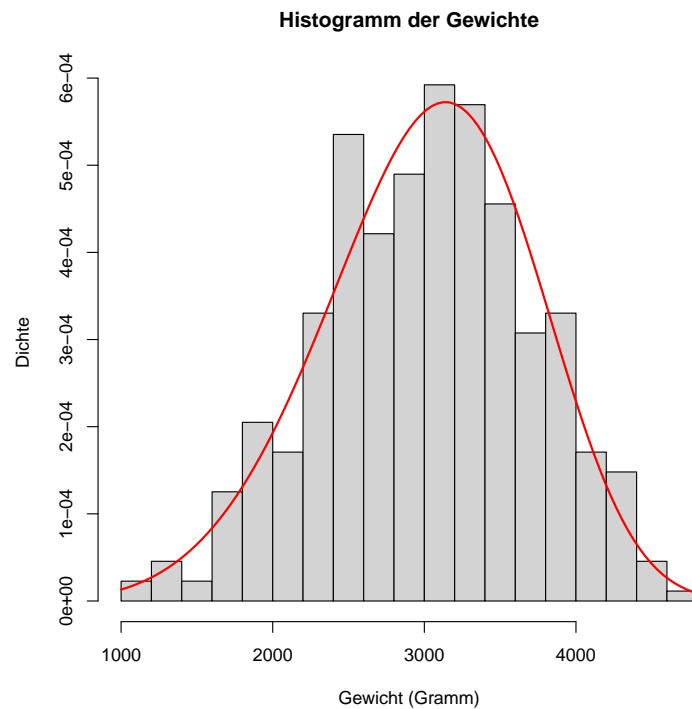 Histogramm der Gewichte
6e-04
5e-04
4e-04
3e-04
2e-04
1e-04
0e+00
Dichte
1000 2000 3000 4000
Gewicht (Gramm)